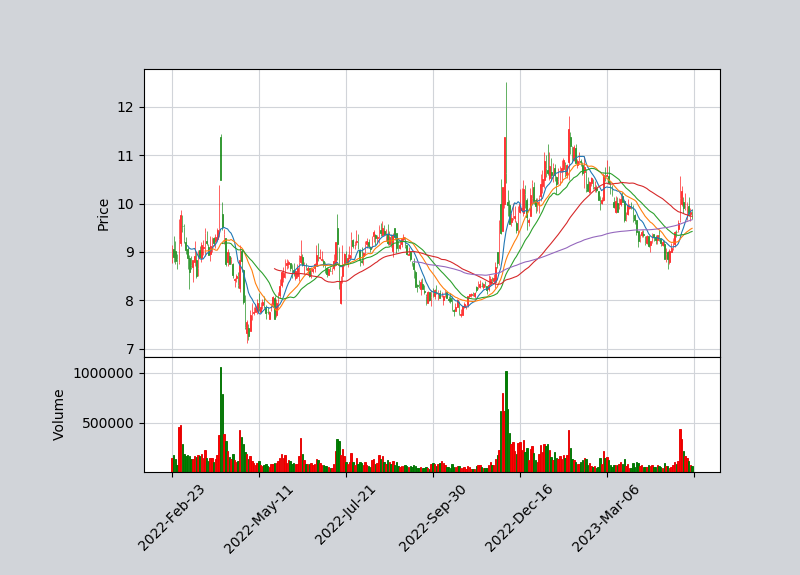 12
11
10
9
8
7
Price
1000000
500000
Volume
2022-Feb-23
2022-May-11
2022-Jul-21
2022-Sep-30
2022-Dec-16
2023-Mar-06